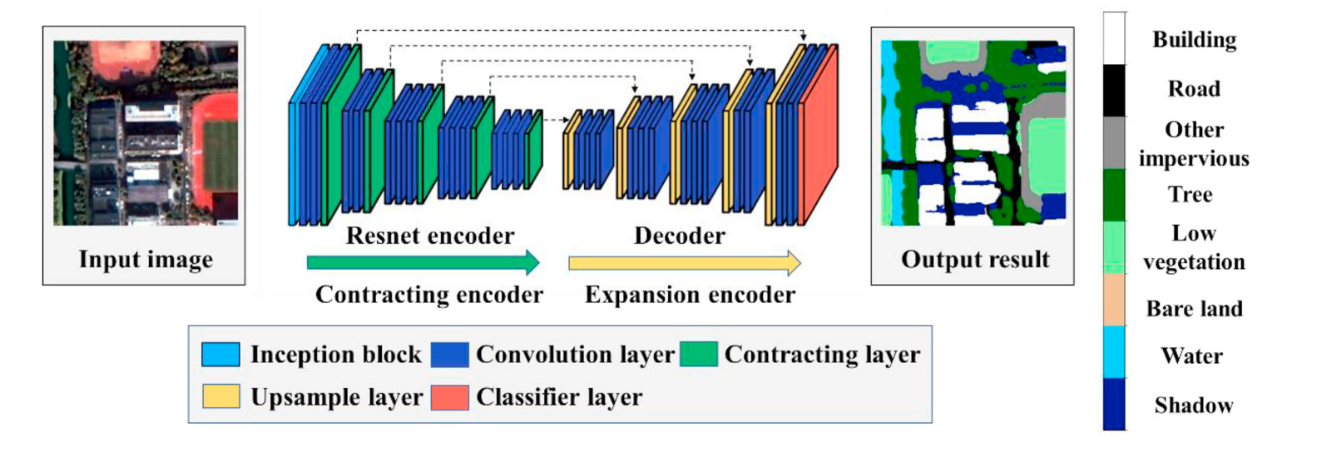 Input image
Resnet encoder
Contracting encoder
Decoder
Expansion encoder
Output result
Inception block
Convolution layer
Contracting layer
Upsample layer
Classifier layer
Building
Road
Other
impervious
Tree
Low
vegetation
Bare land
Water
Shadow